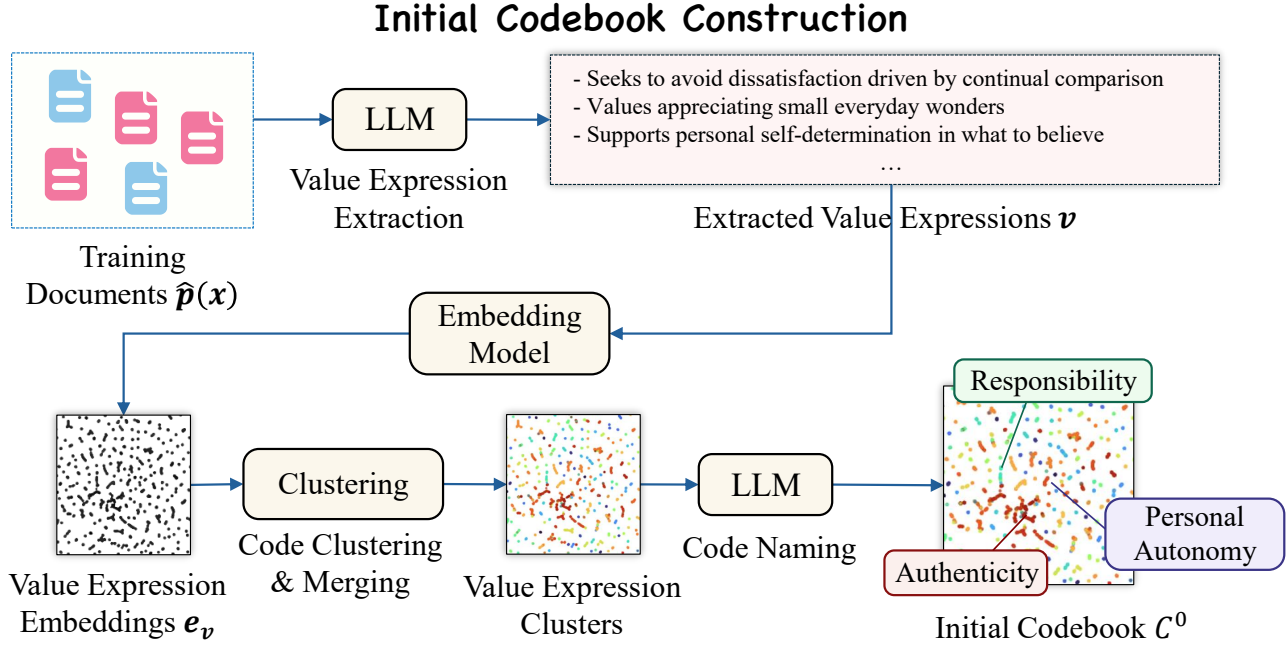 Initial Codebook Construction
LLM
Value Expression
Extraction
- Seeks to avoid dissatisfaction driven by continual comparison
- Values appreciating small everyday wonders
- Supports personal self-determination in what to believe
…
Extracted Value Expressions 𝒗
Training
Documents 𝒑̂(𝒙)
Embedding
Model
Clustering
Code Clustering
& Merging
LLM
Code Naming
Responsibility
Personal
Autonomy
Authenticity
Value Expression
Embeddings 𝒆𝒗
Value Expression
Clusters
Initial Codebook 𝐶⁰